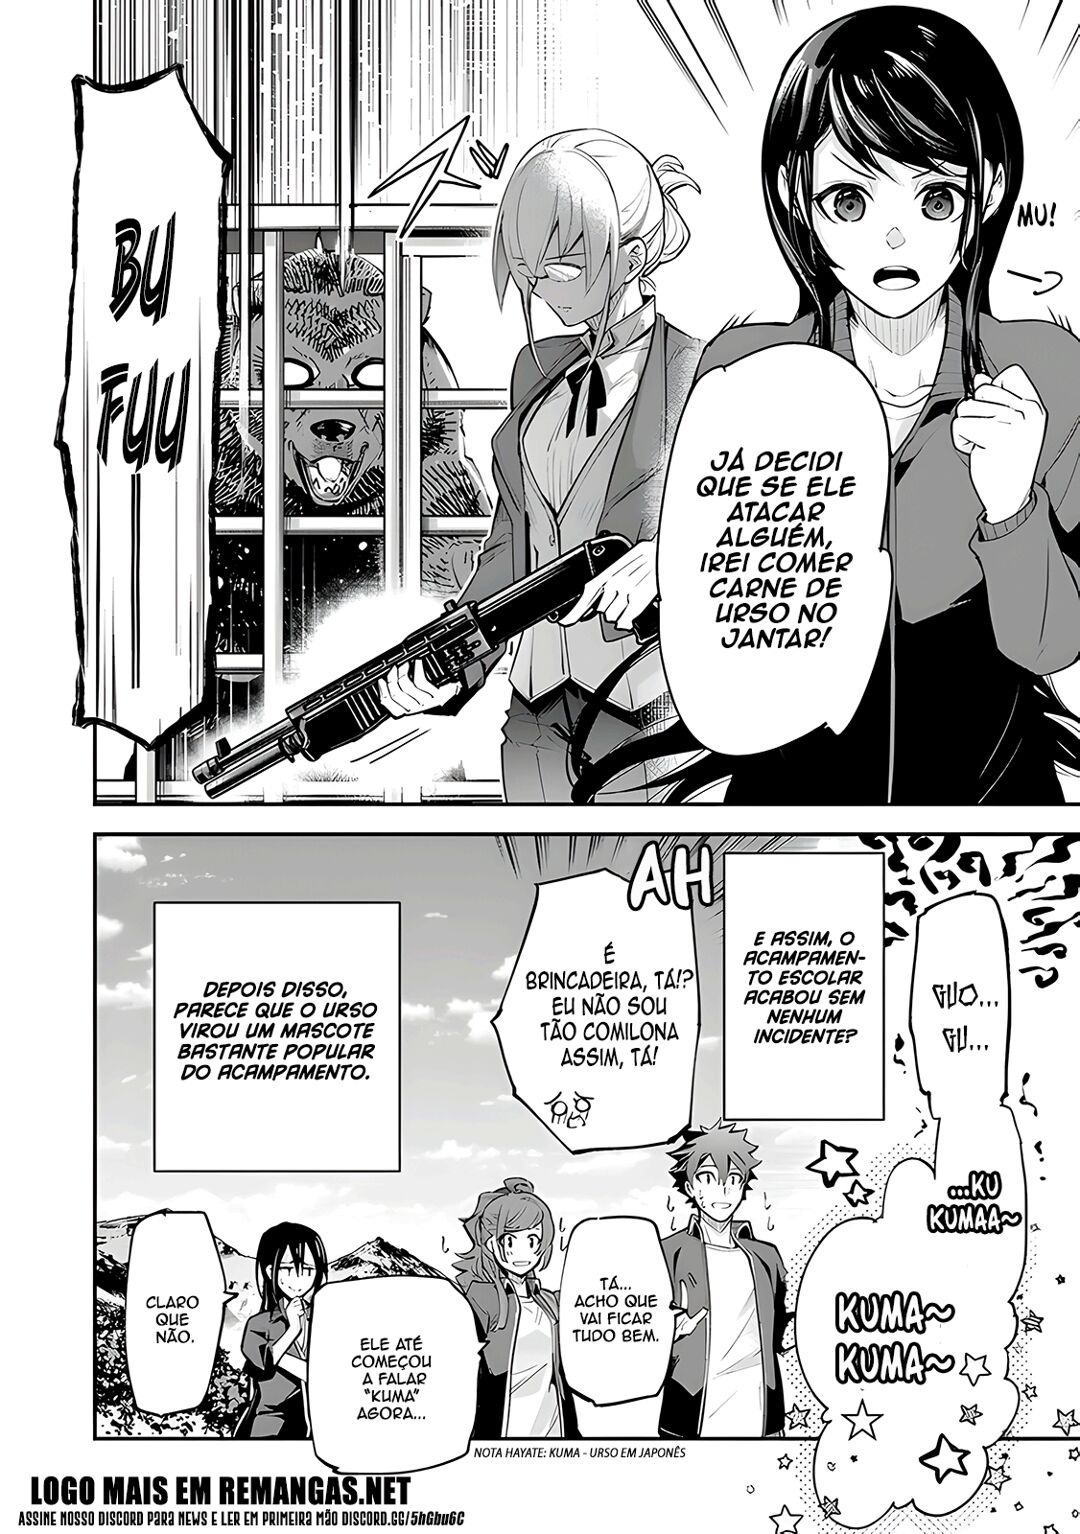 MU!
JÁ DECIDI
QUE SE ELE
ATACAR
ALGUÉM,
IREI COMER
CARNE DE
URSO NO
JANTAR!
BU
FUU
GUO...
GU...
...KU
KUMAA~
KUMA~
KUMA~
E ASSIM, O
ACAMPAMEN-
TO ESCOLAR
ACABOU SEM
NENHUM
INCIDENTE?
AH
É
BRINCADEIRA, TÁ!?
EU NÃO SOU
TÃO COMILONA
ASSIM, TÁ!
DEPOIS DISSO,
PARECE QUE O URSO
VIROU UM MASCOTE
BASTANTE POPULAR
DO ACAMPAMENTO.
TÁ...
ACHO QUE
VAI FICAR
TUDO BEM.
ELE ATÉ
COMEÇOU
A FALAR
"KUMA"
AGORA...
CLARO
QUE
NÃO.
NOTA HAYATE: KUMA - URSO EM JAPONÊS
LOGO MAIS EM REMANGAS.NET
ASSINE NOSSO DISCORD PARA NEWS E LER EM PRIMEIRA MÃO DISCORD.GG/5hGbu6C